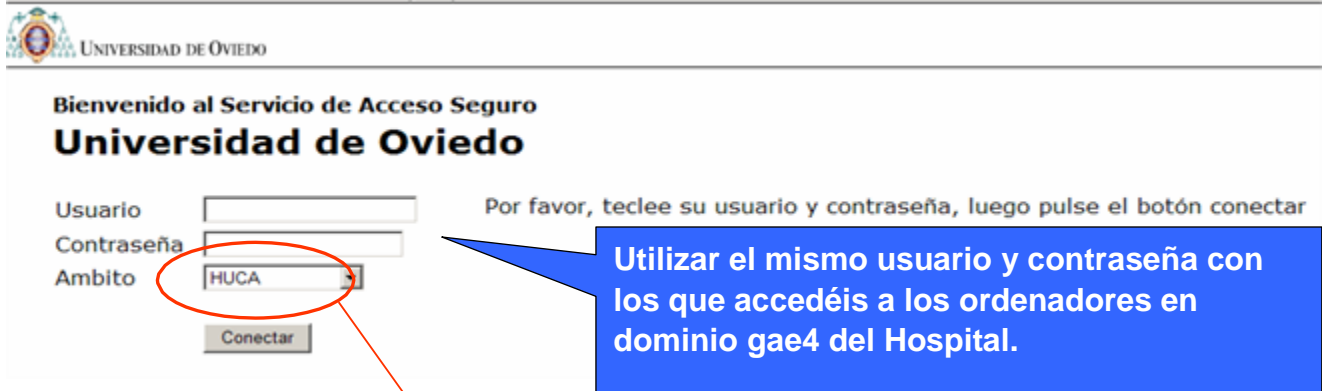 UNIVERSIDAD DE OVIEDO
Bienvenido al Servicio de Acceso Seguro
Universidad de Oviedo
Usuario
Por favor, teclee su usuario y contraseña, luego pulse el botón conectar
Contraseña
Ambito
HUCA
Conectar
Utilizar el mismo usuario y contraseña con
los que accedéis a los ordenadores en
dominio gae4 del Hospital.